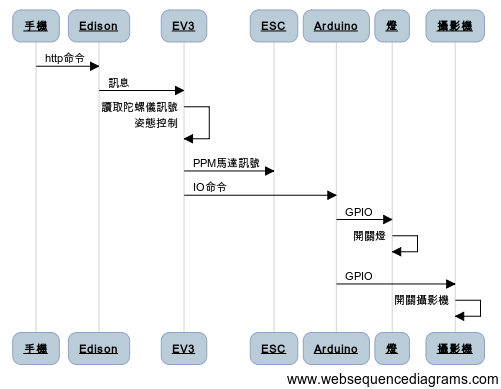 手機 Edison EV3 ESC Arduino 燈 攝影機
http命令
訊息
讀取陀螺儀訊號
姿態控制
PPM馬達訊號
IO命令
GPIO
開關燈
GPIO
開關攝影機
手機 Edison EV3 ESC Arduino 燈 攝影機
www.websequencediagrams.com